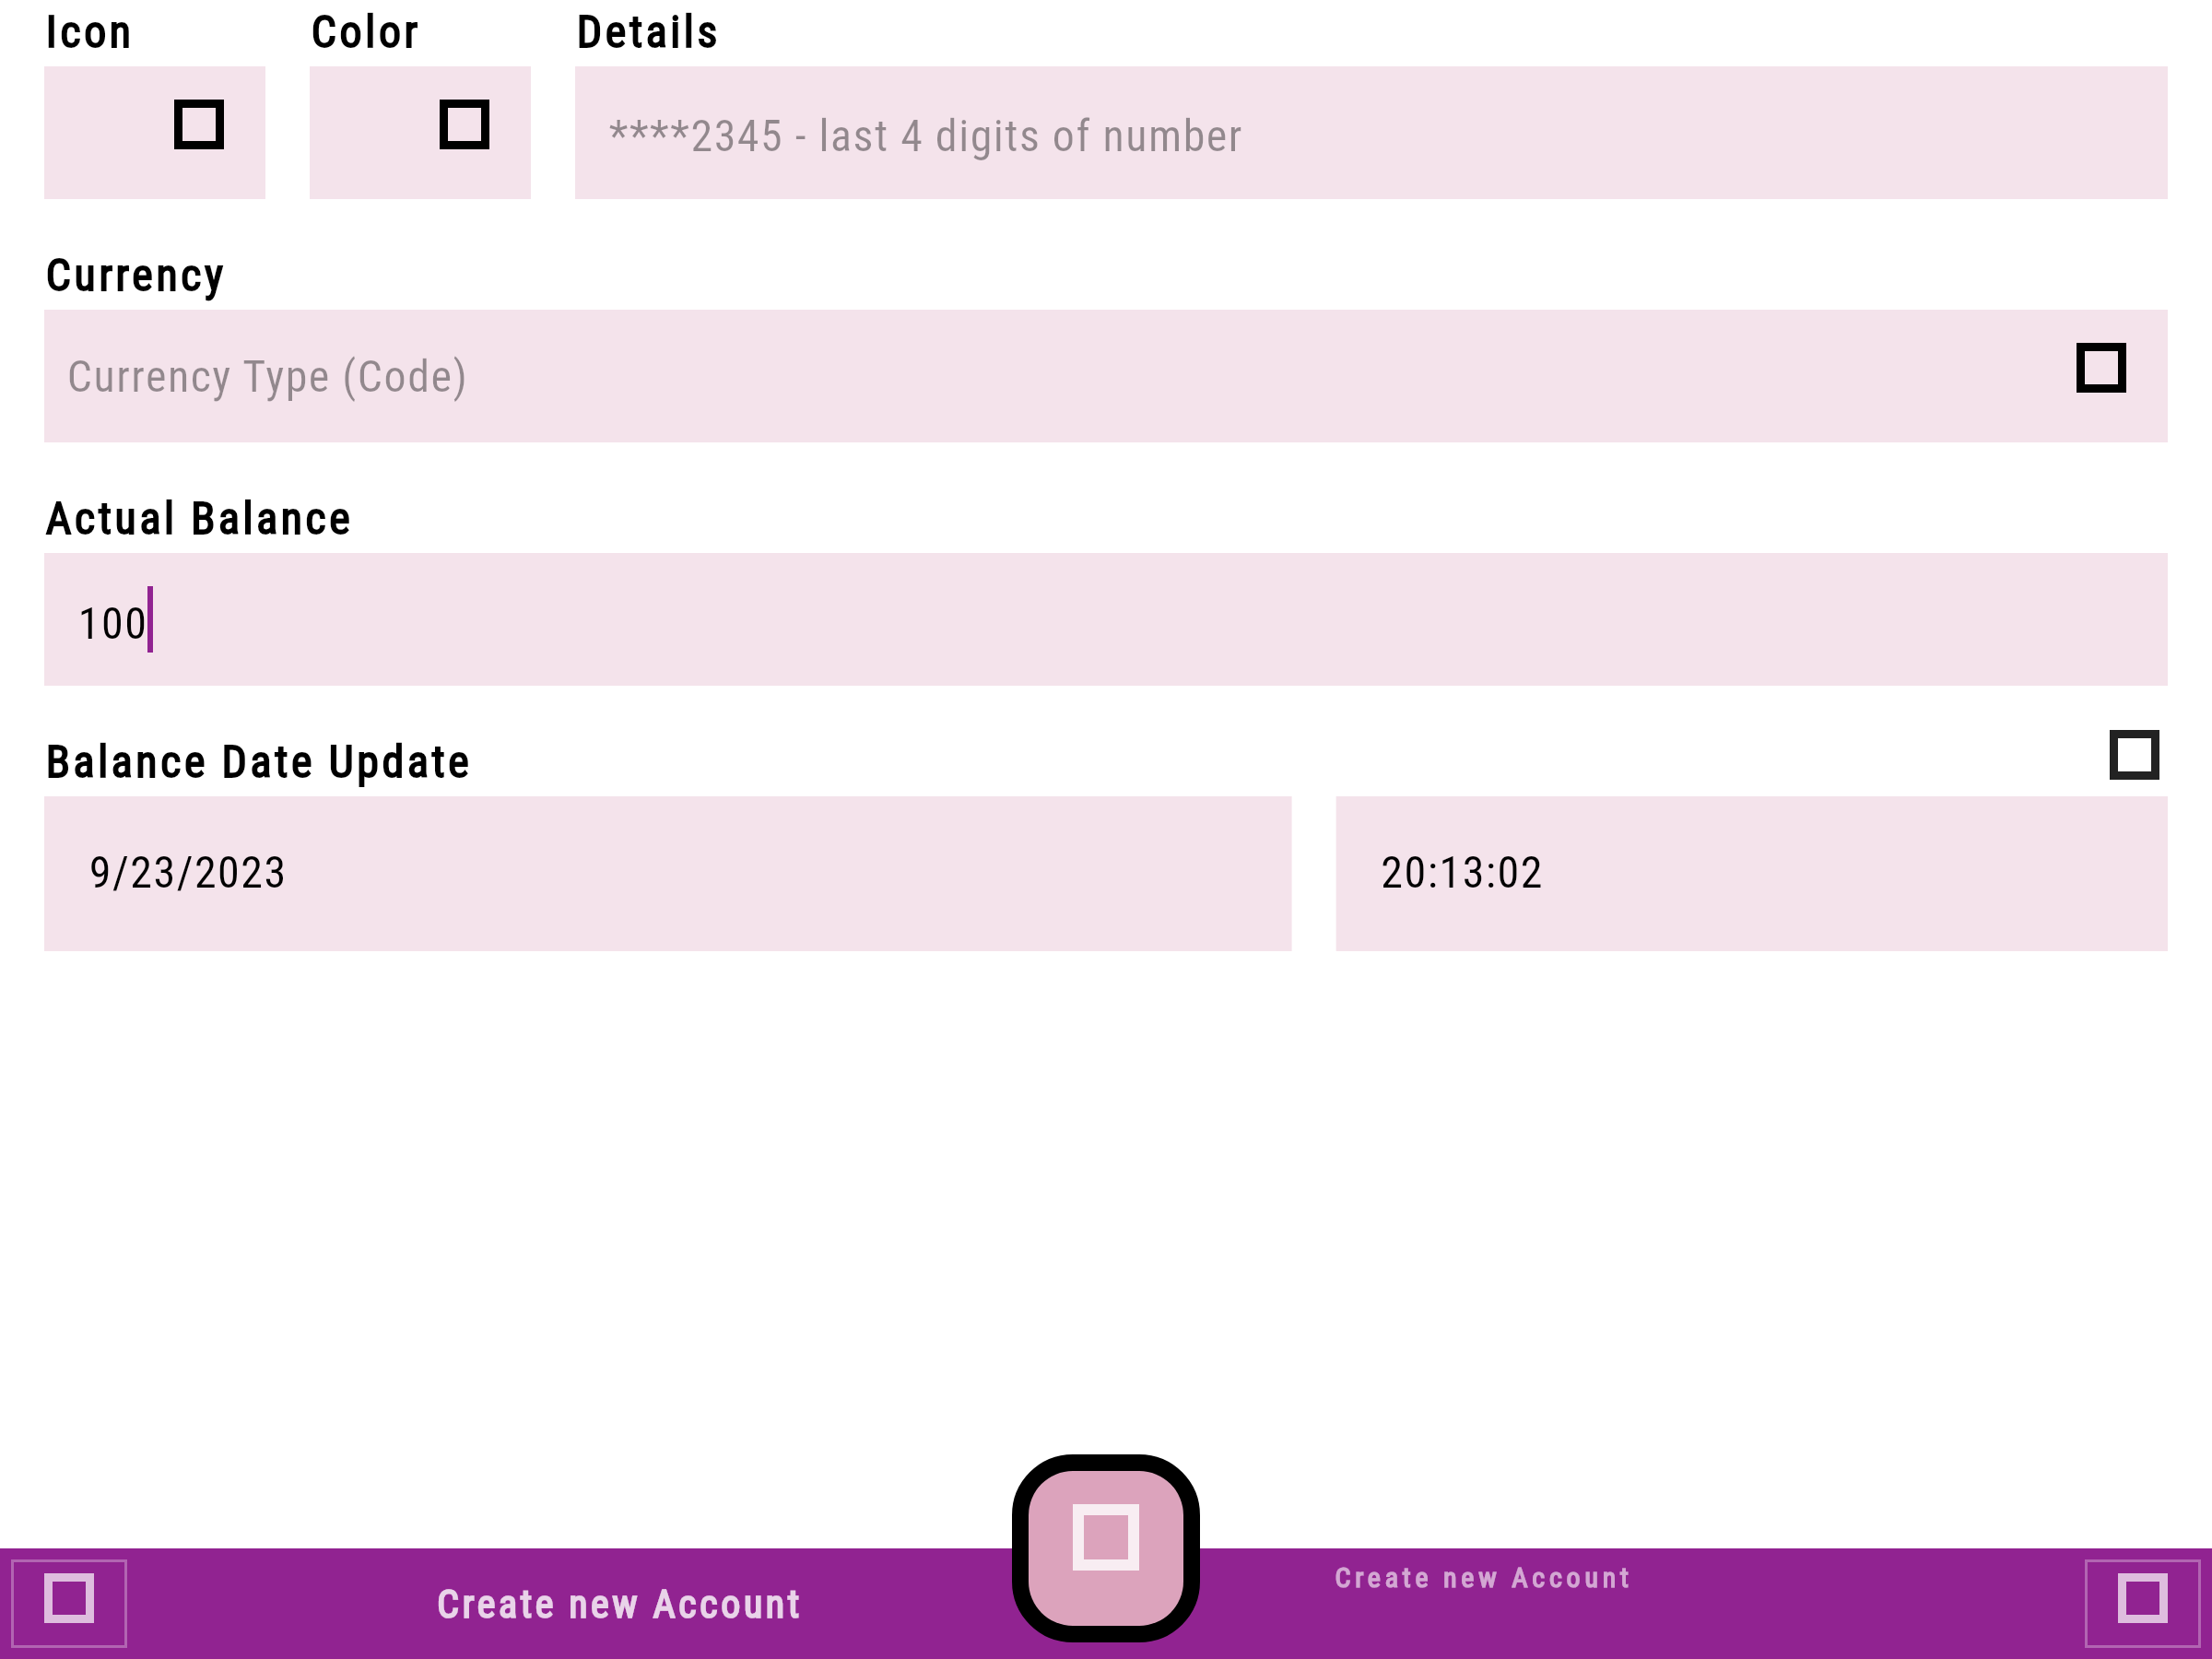 Icon Color Details
****2345 - last 4 digits of number
Currency
Currency Type (Code)
Actual Balance
100
Balance Date Update
9/23/2023 20:13:02
Create new Account Create new Account